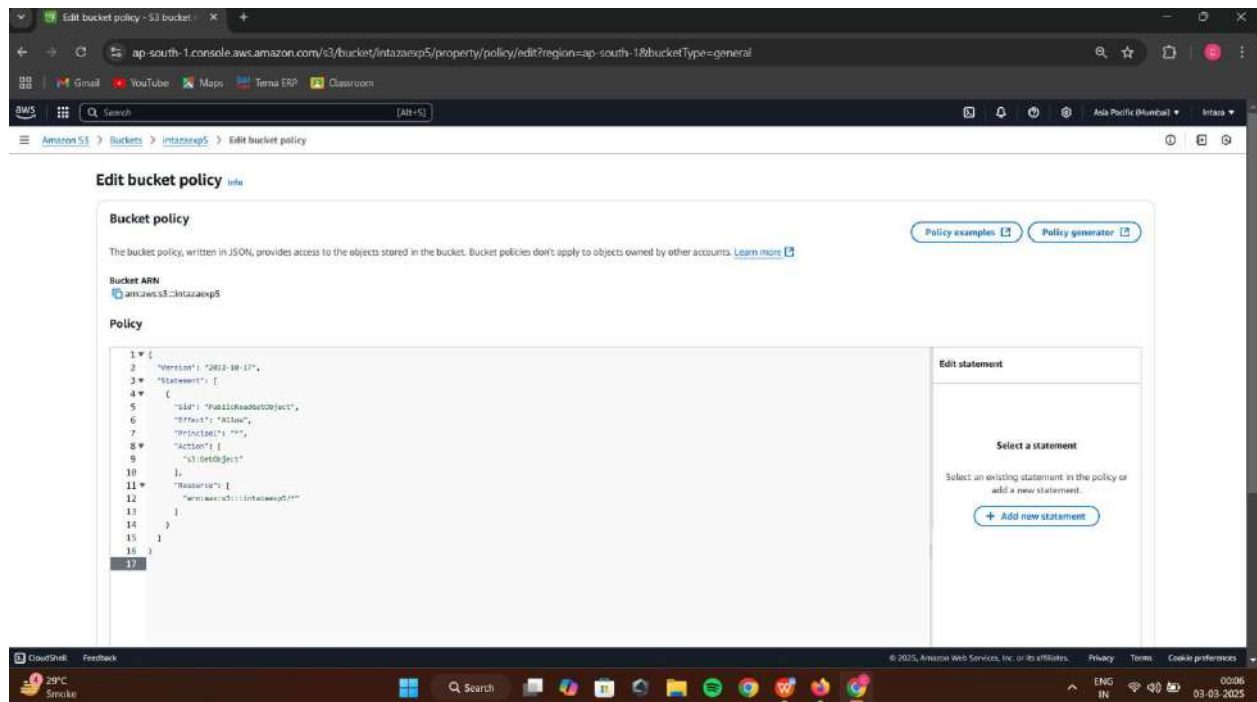 Edit bucket policy - S3 bucket
ap-south-1.console.aws.amazon.com/s3/bucket/intazaexp5/property/policy/edit?region=ap-south-1&bucketType=general
Gmail YouTube Maps Terna ERP Classroom
aws Search [Alt+S] Asia Pacific (Mumbai)
Amazon S3 > Buckets > intazaexp5 > Edit bucket policy
Edit bucket policy Info
Bucket policy
Policy examples Policy generator
The bucket policy, written in JSON, provides access to the objects stored in the bucket. Bucket policies don't apply to objects owned by other accounts. Learn more
Bucket ARN
arn:aws:s3:::intazaexp5
Policy
1 {
2 "Version": "2012-10-17",
3 "Statement": [
4 {
5 "Sid": "PublicReadGetObject",
6 "Effect": "Allow",
7 "Principal": "*",
8 "Action": [
9 "s3:GetObject"
10 ],
11 "Resource": [
12 "arn:aws:s3:::intazaexp5/*"
13 ]
14 }
15 ]
16 }
17
Edit statement
Select a statement
Select an existing statement in the policy or
add a new statement.
+ Add new statement
CloudShell Feedback © 2025, Amazon Web Services, Inc. or its affiliates. Privacy Terms Cookie preferences
4
29°C
Smoke
Search
ENG
IN
00:06
03-03-2025